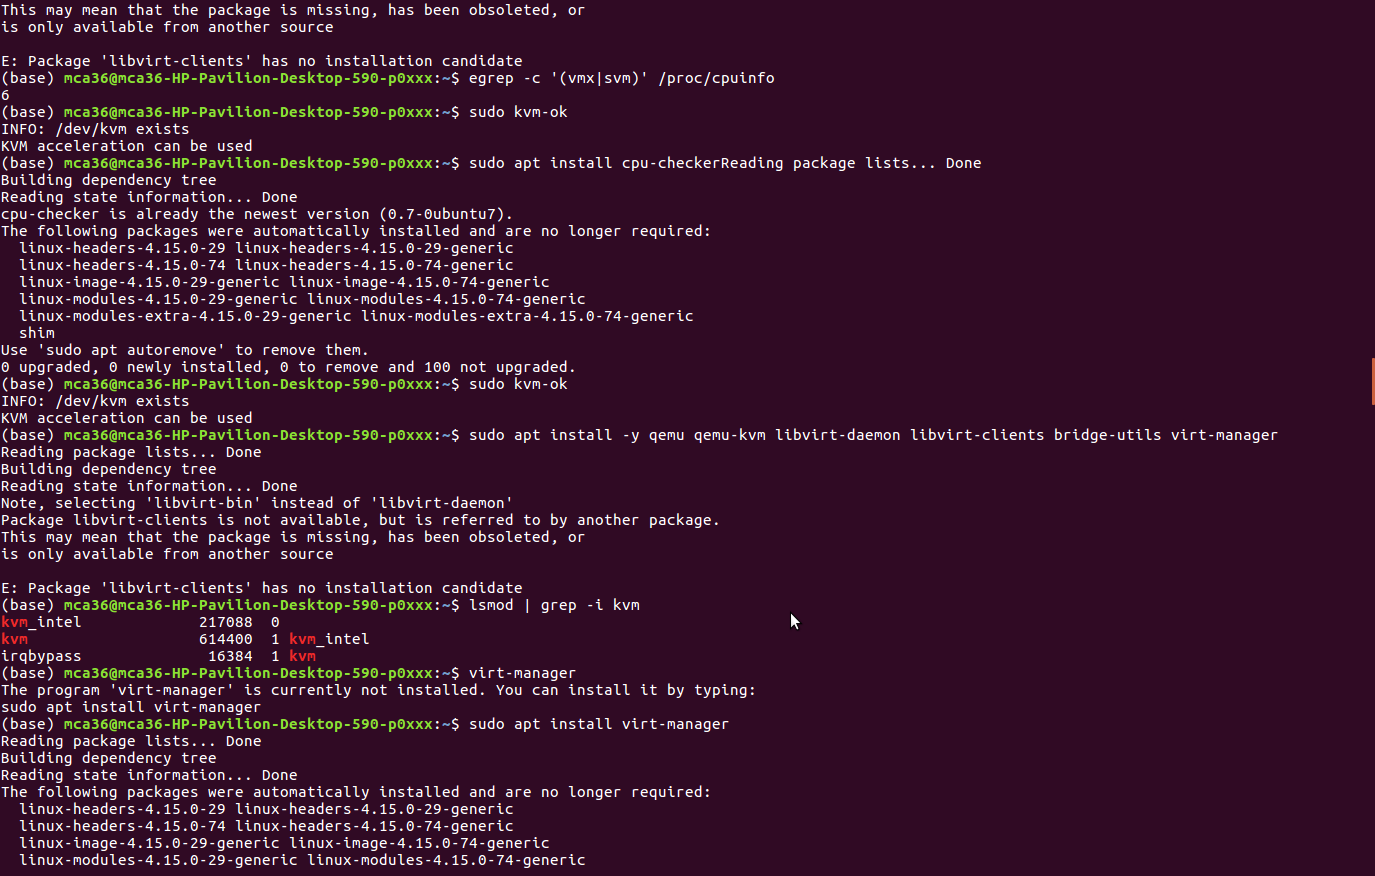 This may mean that the package is missing, has been obsoleted, or
is only available from another source
E: Package 'libvirt-clients' has no installation candidate
(base) mca36@mca36-HP-Pavilion-Desktop-590-p0xxx:~$ egrep -c '(vmx|svm)' /proc/cpuinfo
6
(base) mca36@mca36-HP-Pavilion-Desktop-590-p0xxx:~$ sudo kvm-ok
INFO: /dev/kvm exists
KVM acceleration can be used
(base) mca36@mca36-HP-Pavilion-Desktop-590-p0xxx:~$ sudo apt install cpu-checkerReading package lists... Done
Building dependency tree
Reading state information... Done
cpu-checker is already the newest version (0.7-0ubuntu7).
The following packages were automatically installed and are no longer required:
  linux-headers-4.15.0-29 linux-headers-4.15.0-29-generic
  linux-headers-4.15.0-74 linux-headers-4.15.0-74-generic
  linux-image-4.15.0-29-generic linux-image-4.15.0-74-generic
  linux-modules-4.15.0-29-generic linux-modules-4.15.0-74-generic
  linux-modules-extra-4.15.0-29-generic linux-modules-extra-4.15.0-74-generic
  shim
Use 'sudo apt autoremove' to remove them.
0 upgraded, 0 newly installed, 0 to remove and 100 not upgraded.
(base) mca36@mca36-HP-Pavilion-Desktop-590-p0xxx:~$ sudo kvm-ok
INFO: /dev/kvm exists
KVM acceleration can be used
(base) mca36@mca36-HP-Pavilion-Desktop-590-p0xxx:~$ sudo apt install -y qemu qemu-kvm libvirt-daemon libvirt-clients bridge-utils virt-manager
Reading package lists... Done
Building dependency tree
Reading state information... Done
Note, selecting 'libvirt-bin' instead of 'libvirt-daemon'
Package libvirt-clients is not available, but is referred to by another package.
This may mean that the package is missing, has been obsoleted, or
is only available from another source
E: Package 'libvirt-clients' has no installation candidate
(base) mca36@mca36-HP-Pavilion-Desktop-590-p0xxx:~$ lsmod | grep -i kvm
kvm_intel             217088  0
kvm                   614400  1 kvm_intel
irqbypass              16384  1 kvm
(base) mca36@mca36-HP-Pavilion-Desktop-590-p0xxx:~$ virt-manager
The program 'virt-manager' is currently not installed. You can install it by typing:
sudo apt install virt-manager
(base) mca36@mca36-HP-Pavilion-Desktop-590-p0xxx:~$ sudo apt install virt-manager
Reading package lists... Done
Building dependency tree
Reading state information... Done
The following packages were automatically installed and are no longer required:
  linux-headers-4.15.0-29 linux-headers-4.15.0-29-generic
  linux-headers-4.15.0-74 linux-headers-4.15.0-74-generic
  linux-image-4.15.0-29-generic linux-image-4.15.0-74-generic
  linux-modules-4.15.0-29-generic linux-modules-4.15.0-74-generic